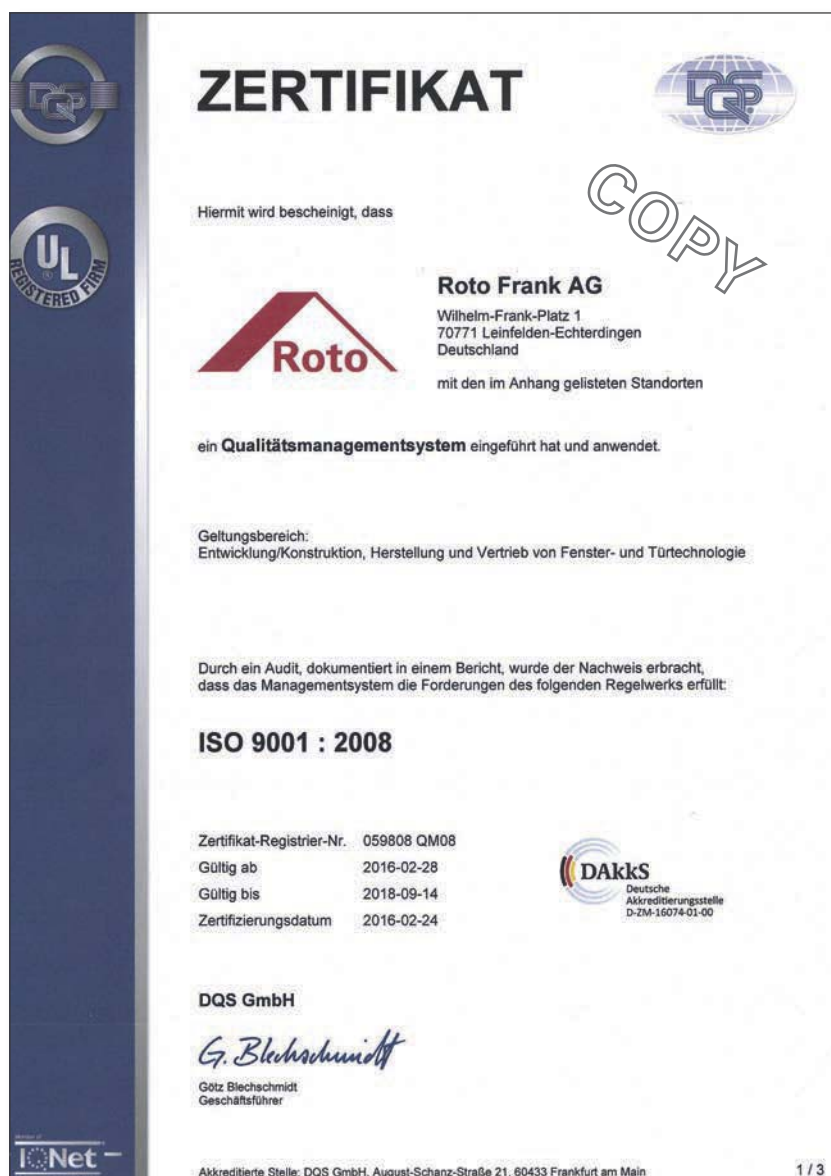 DQS
ZERTIFIKAT
DQS
COPY
UL
®
REGISTERED FIRM
Hiermit wird bescheinigt, dass
Roto
Roto Frank AG
Wilhelm-Frank-Platz 1
70771 Leinfelden-Echterdingen
Deutschland
mit den im Anhang gelisteten Standorten
ein Qualitätsmanagementsystem eingeführt hat und anwendet.
Geltungsbereich:
Entwicklung/Konstruktion, Herstellung und Vertrieb von Fenster- und Türtechnologie
Durch ein Audit, dokumentiert in einem Bericht, wurde der Nachweis erbracht,
dass das Managementsystem die Forderungen des folgenden Regelwerks erfüllt:
ISO 9001 : 2008
Zertifikat-Registrier-Nr. 059808 QM08
Gültig ab 2016-02-28
Gültig bis 2018-09-14
Zertifizierungsdatum 2016-02-24
DAkkS
Deutsche
Akkreditierungsstelle
D-ZM-16074-01-00
DQS GmbH
G. Blechschmidt
Götz Blechschmidt
Geschäftsführer
IQNet
Akkreditierte Stelle: DQS GmbH, August-Schanz-Straße 21, 60433 Frankfurt am Main
1 / 3